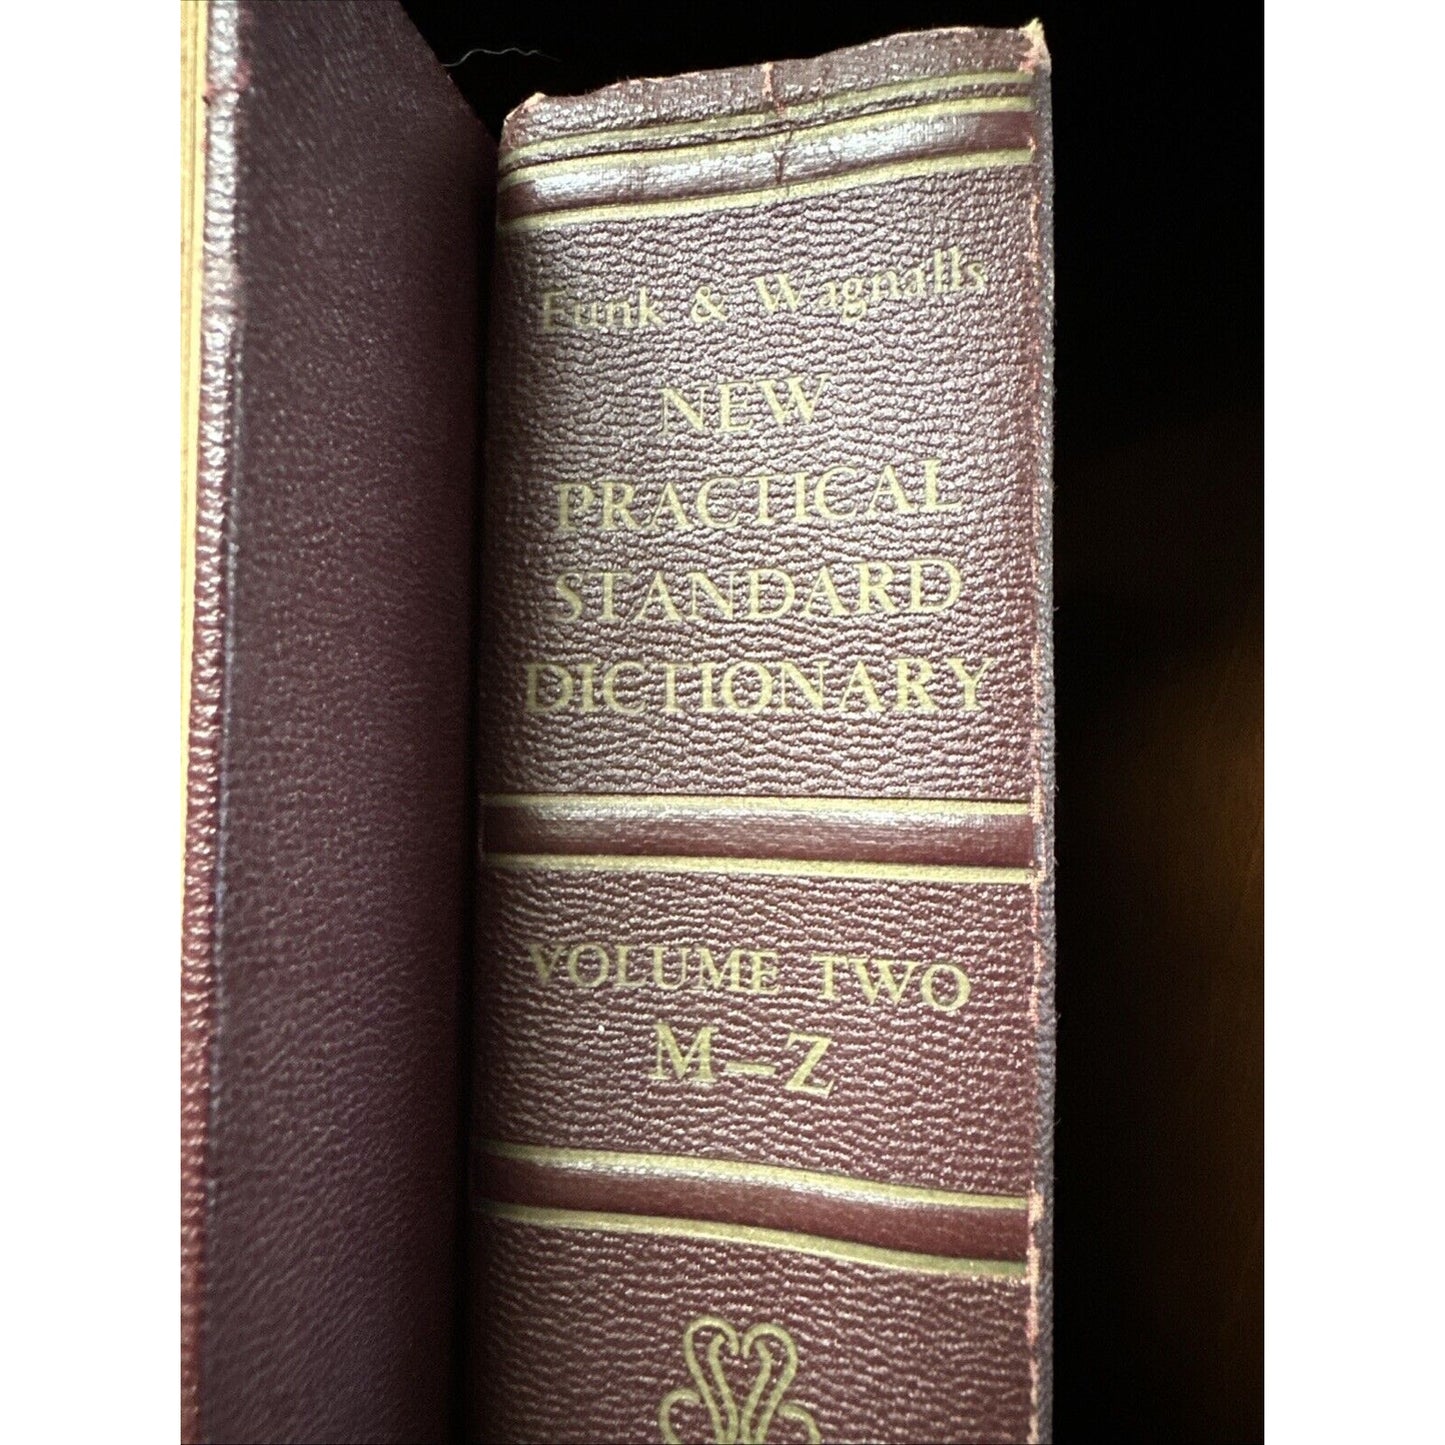 Funk & Wagnalls
NEW
PRACTICAL
STANDARD
DICTIONARY
VOLUME TWO
M–Z